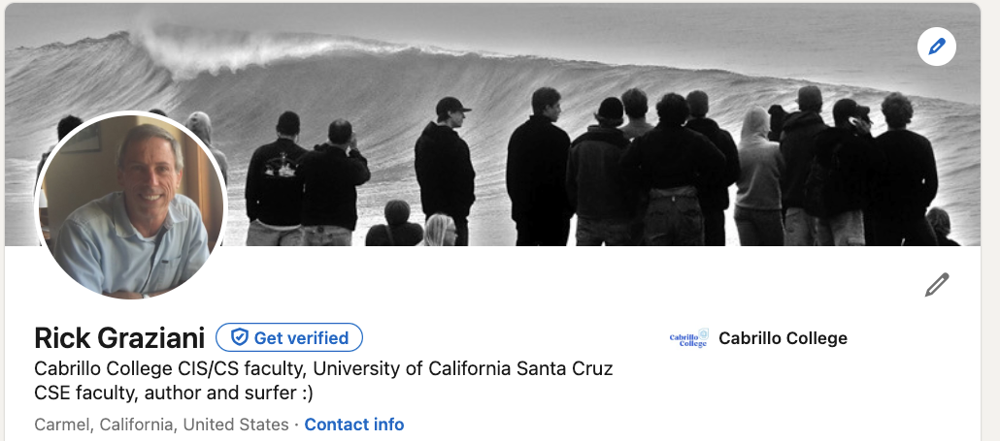 Rick Graziani Get verified
Cabrillo College
Cabrillo College
Cabrillo College CIS/CS faculty, University of California Santa Cruz
CSE faculty, author and surfer :)
Carmel, California, United States · Contact info